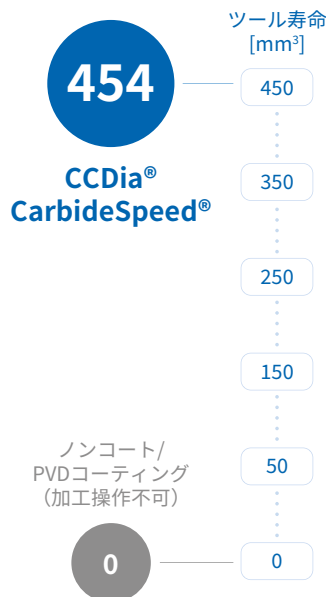 ツール寿命
[mm³]
454
450
CCDia®
CarbideSpeed®
350
250
150
ノンコート/
PVDコーティング
（加工操作不可）
50
0
0